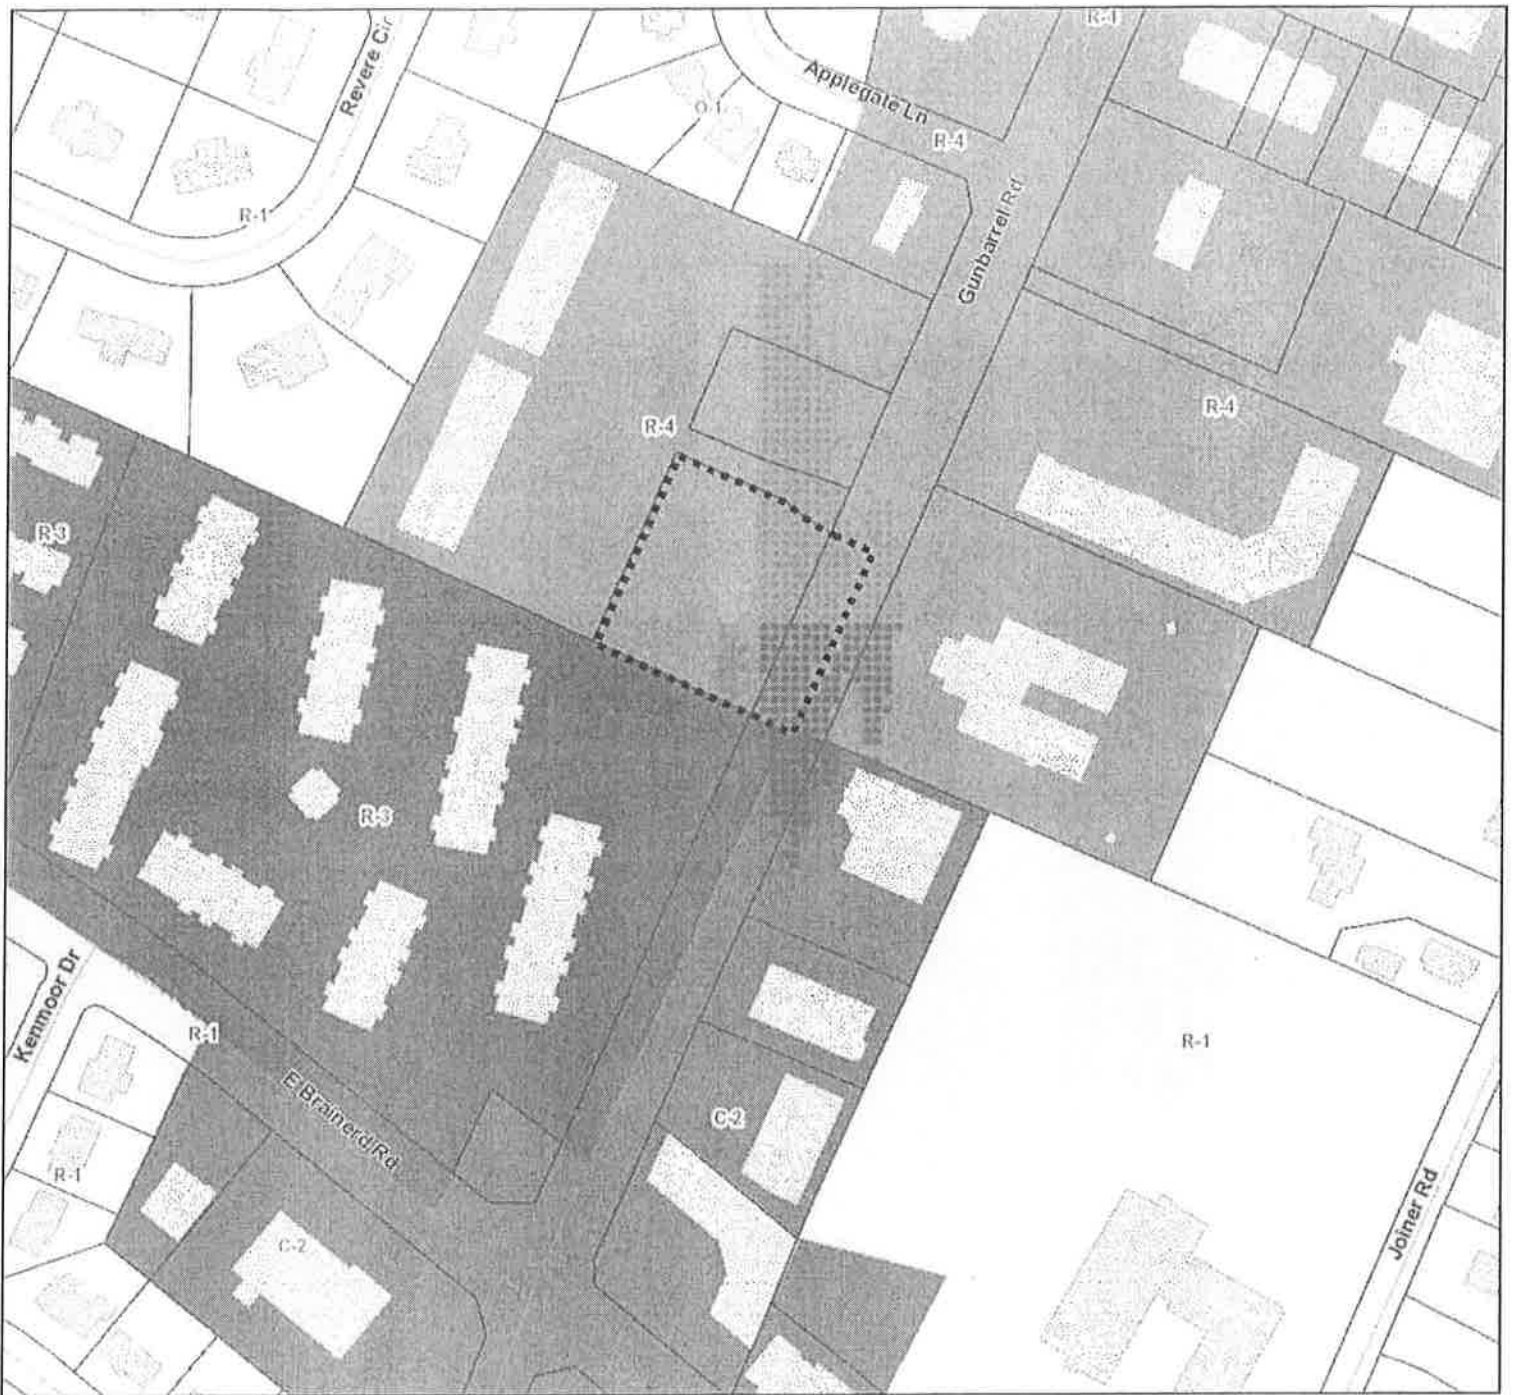 R-4
Revere Cir
Applegate Ln
O-1
R-4
R-1
Gunbarrel Rd
R-4
R-4
R-3
R-3
R-1
Kenmoor Dr
R-1
E Brainerd Rd
C-2
R-1
C-2
Joiner Rd